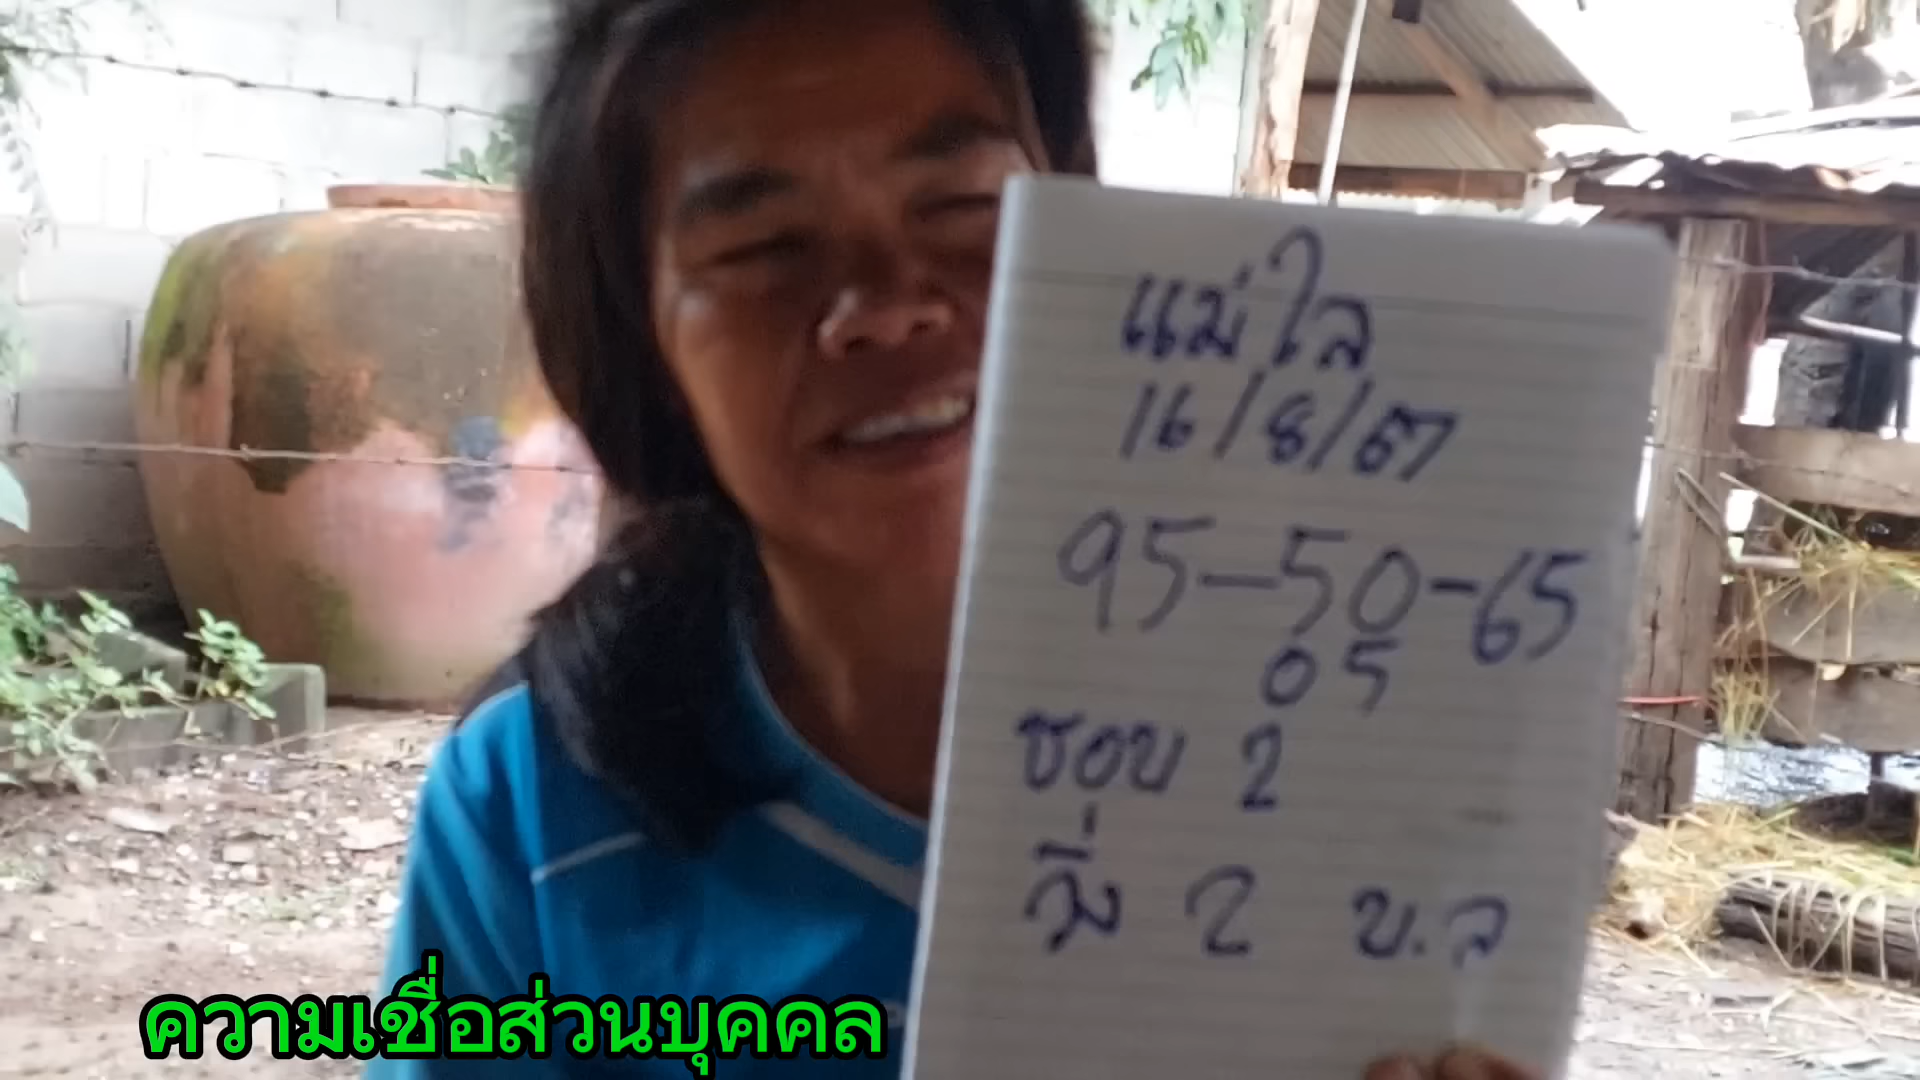 แม่ใล
16/8/67
95-50-65
05
ชอบ 2
วิ่ง 2 บ.ล
ความเชื่อส่วนบุคคล